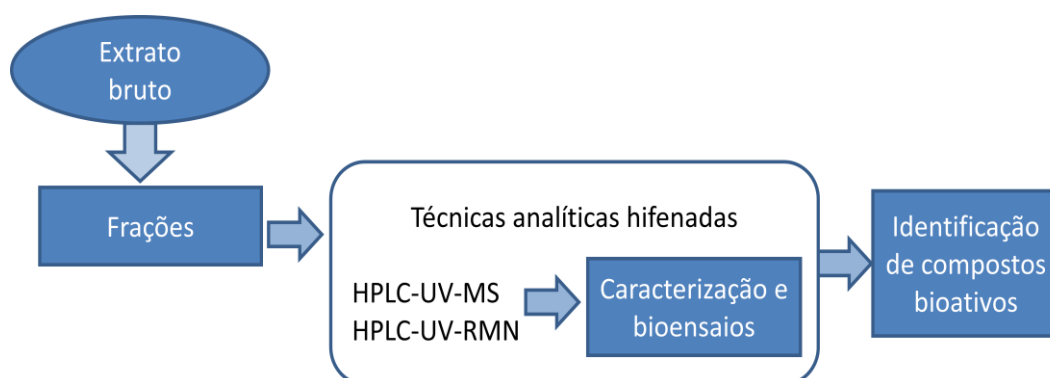 Extrato
bruto
Frações
Técnicas analíticas hifenadas
HPLC-UV-MS
HPLC-UV-RMN
Caracterização e
bioensaios
Identificação
de compostos
bioativos